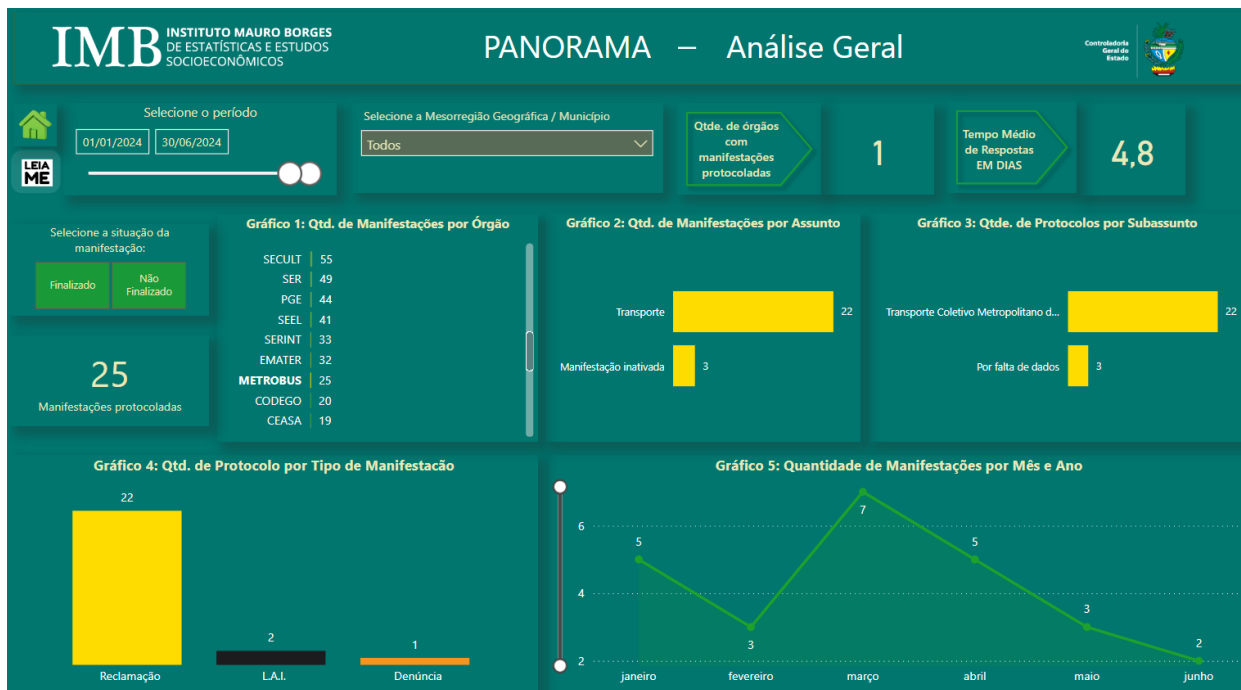 IMB INSTITUTO MAURO BORGES
DE ESTATÍSTICAS E ESTUDOS
SOCIOECONÔMICOS
PANORAMA – Análise Geral
Controladoria
Geral do
Estado
Selecione o período
01/01/2024 30/06/2024
LEIA
ME
Selecione a Mesorregião Geográfica / Município
Todos
Qtde. de órgãos
com
manifestações
protocoladas
1
Tempo Médio
de Respostas
EM DIAS
4,8
Selecione a situação da
manifestação:
Finalizado
Não
Finalizado
25
Manifestações protocoladas
Gráfico 1: Qtd. de Manifestações por Órgão
SECULT 55
SER 49
PGE 44
SEEL 41
SERINT 33
EMATER 32
METROBUS 25
CODEGO 20
CEASA 19
Gráfico 2: Qtd. de Manifestações por Assunto
Transporte 22
Manifestação inativada 3
Gráfico 3: Qtde. de Protocolos por Subassunto
Transporte Coletivo Metropolitano d... 22
Por falta de dados 3
Gráfico 4: Qtd. de Protocolo por Tipo de Manifestacão
22
2
1
Reclamação L.A.I. Denúncia
Gráfico 5: Quantidade de Manifestações por Mês e Ano
6
4
2
5
3
7
5
3
2
janeiro fevereiro março abril maio junho